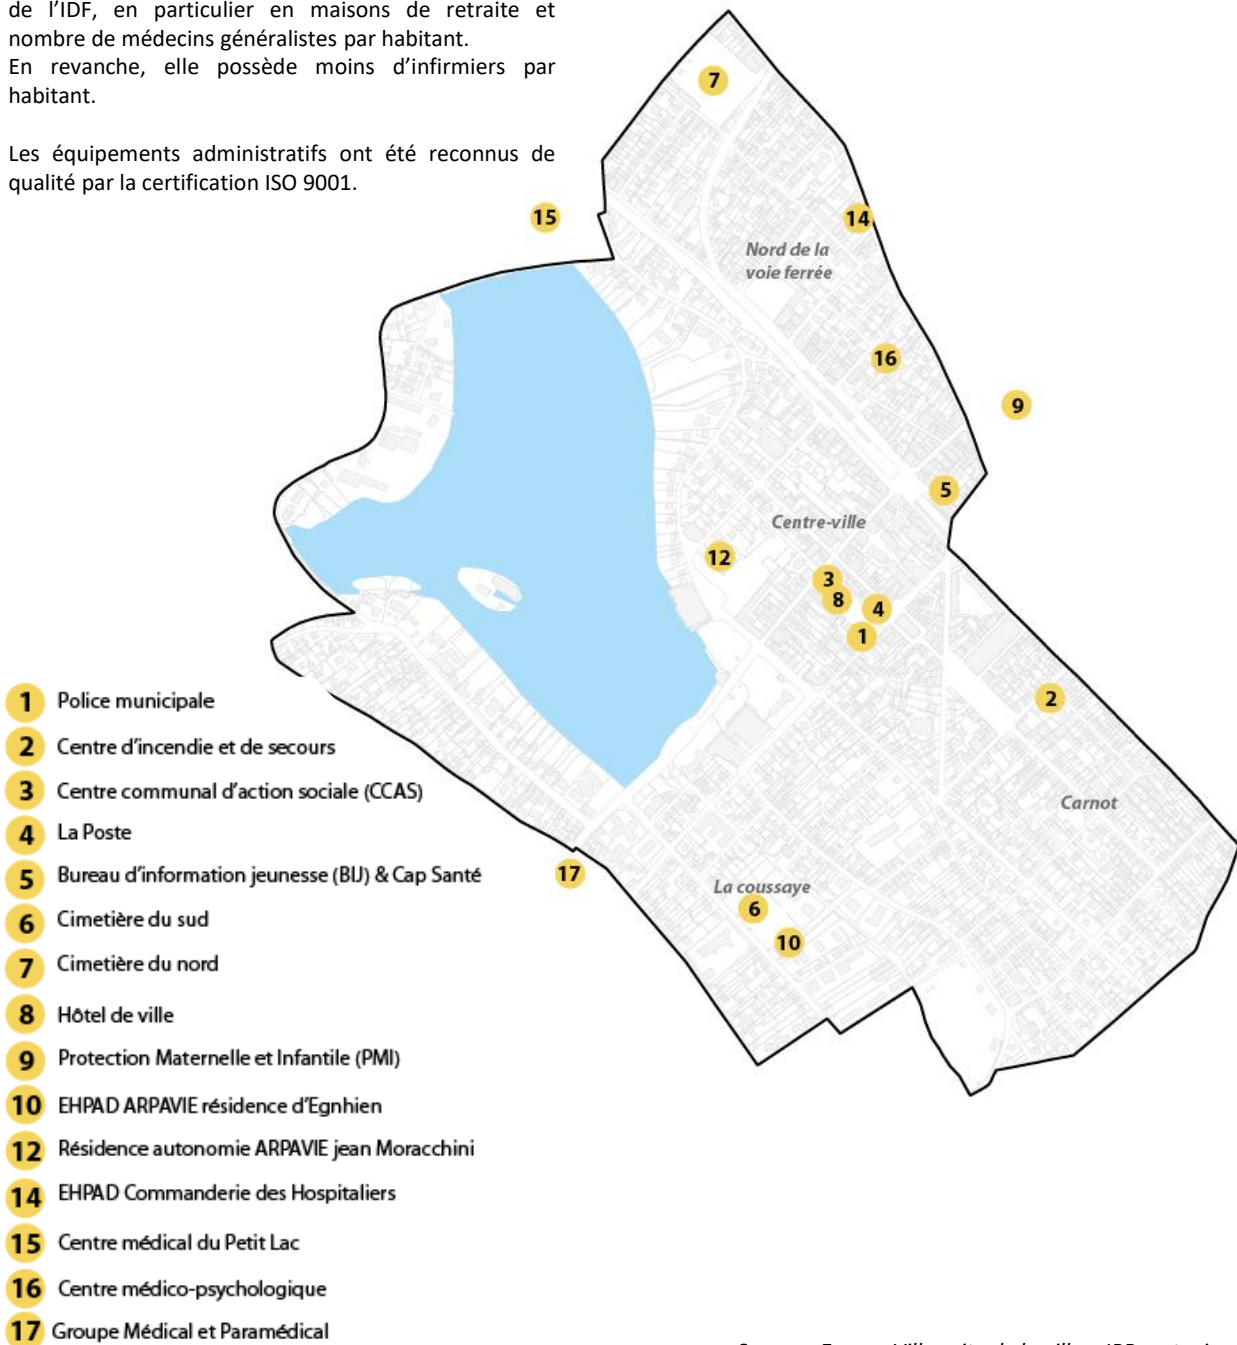 de l’IDF, en particulier en maisons de retraite et
nombre de médecins généralistes par habitant.
En revanche, elle possède moins d’infirmiers par
habitant.
Les équipements administratifs ont été reconnus de
qualité par la certification ISO 9001.
7
15
14
Nord de la
voie ferrée
16
9
5
Centre-ville
12
3
8
4
1
2
Carnot
17
La coussaye
6
10
1 Police municipale
2 Centre d’incendie et de secours
3 Centre communal d’action sociale (CCAS)
4 La Poste
5 Bureau d’information jeunesse (BIJ) & Cap Santé
6 Cimetière du sud
7 Cimetière du nord
8 Hôtel de ville
9 Protection Maternelle et Infantile (PMI)
10 EHPAD ARPAVIE résidence d’Egnhien
12 Résidence autonomie ARPAVIE jean Moracchini
14 EHPAD Commanderie des Hospitaliers
15 Centre médical du Petit Lac
16 Centre médico-psychologique
17 Groupe Médical et Paramédical